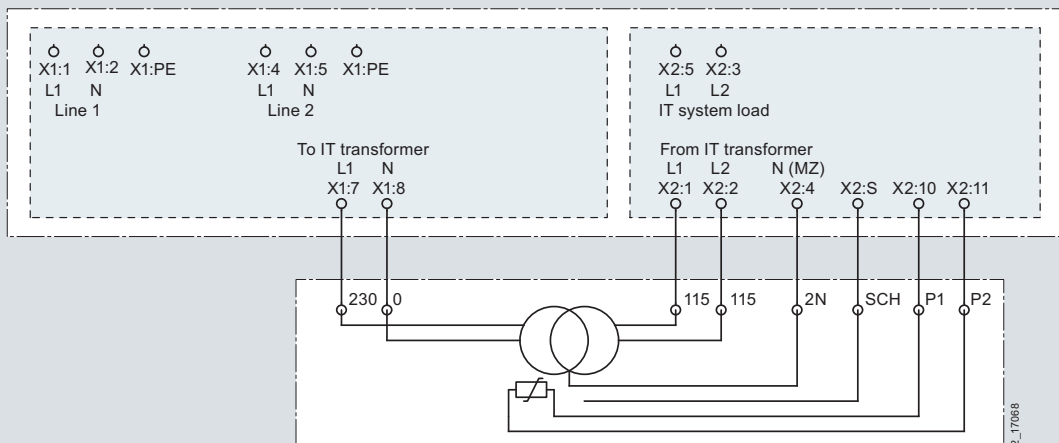 X1:1 X1:2 X1:PE X1:4 X1:5 X1:PE X2:5 X2:3
L1 N L1 N L1 L2
Line 1 Line 2 IT system load
To IT transformer From IT transformer
L1 N L1 L2 N (MZ)
X1:7 X1:8 X2:1 X2:2 X2:4 X2:S X2:10 X2:11
230 0 115 115 2N SCH P1 P2
2_17068